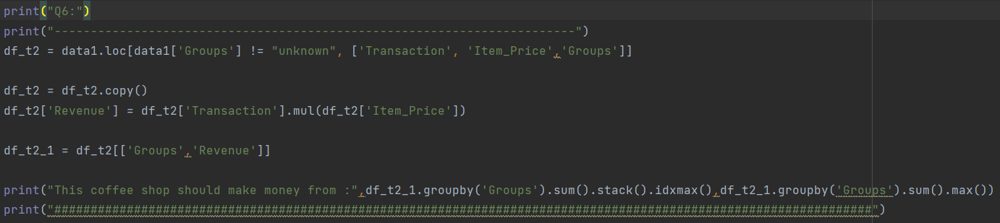 print("Q6:")
print("------------------------------------------------------------------------")
df_t2 = data1.loc[data1['Groups'] != "unknown", ['Transaction', 'Item_Price','Groups']]
df_t2 = df_t2.copy()
df_t2['Revenue'] = df_t2['Transaction'].mul(df_t2['Item_Price'])
df_t2_1 = df_t2[['Groups','Revenue']]
print("This coffee shop should make money from :",df_t2_1.groupby('Groups').sum().stack().idxmax(),df_t2_1.groupby('Groups').sum().max())
print("#################################################################################################################")